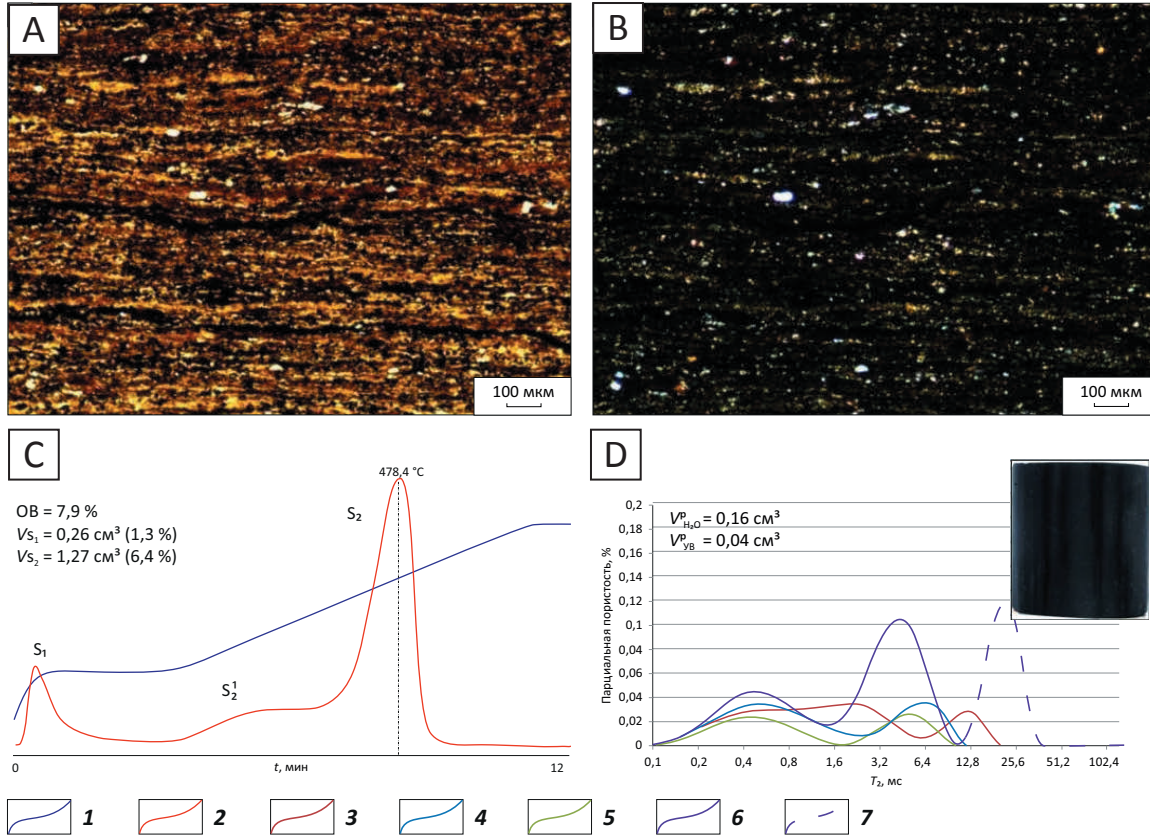 A
B
100 мкм
100 мкм
C
478,4 °C
ОВ = 7,9 %
Vs₁ = 0,26 см³ (1,3 %)
Vs₂ = 1,27 см³ (6,4 %)
S₁
S₂¹
S₂
0
t, мин
12
D
Vᴾ_H₂O = 0,16 см³
Vᴾ_УВ = 0,04 см³
Парциальная пористость, %
0,2
0,18
0,16
0,14
0,12
0,1
0,08
0,06
0,04
0,02
0
0,1 0,2 0,4 0,8 1,6 3,2 6,4 12,8 25,6 51,2 102,4
T₂, мс
1 2 3 4 5 6 7